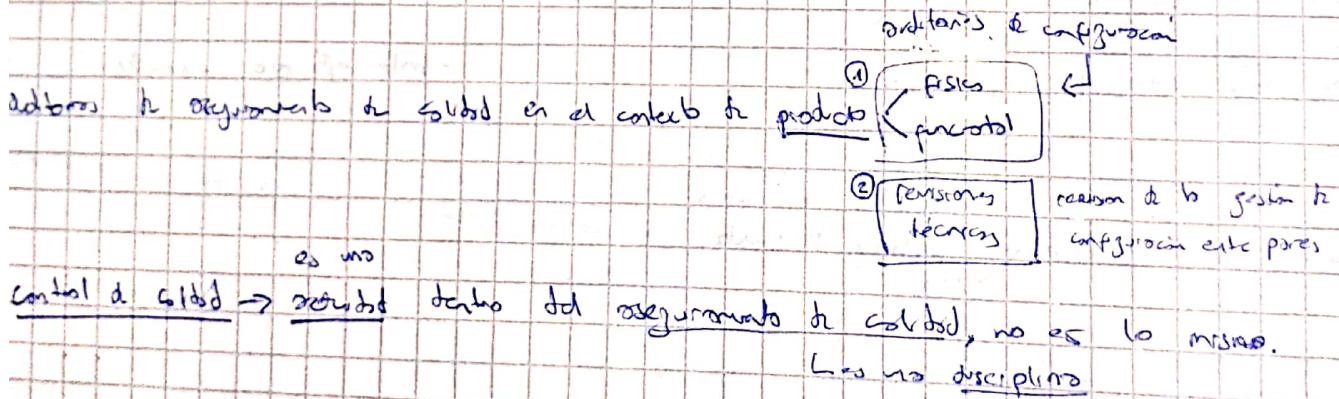 auditorías de configuración
① física
auditorías de aseguramiento de calidad en el contexto de producto
funcional
② revisiones técnicas
revisión de la gestión de configuración entre pares
es una
control de calidad → actividad dentro del aseguramiento de calidad, no es lo mismo.
es una disciplina